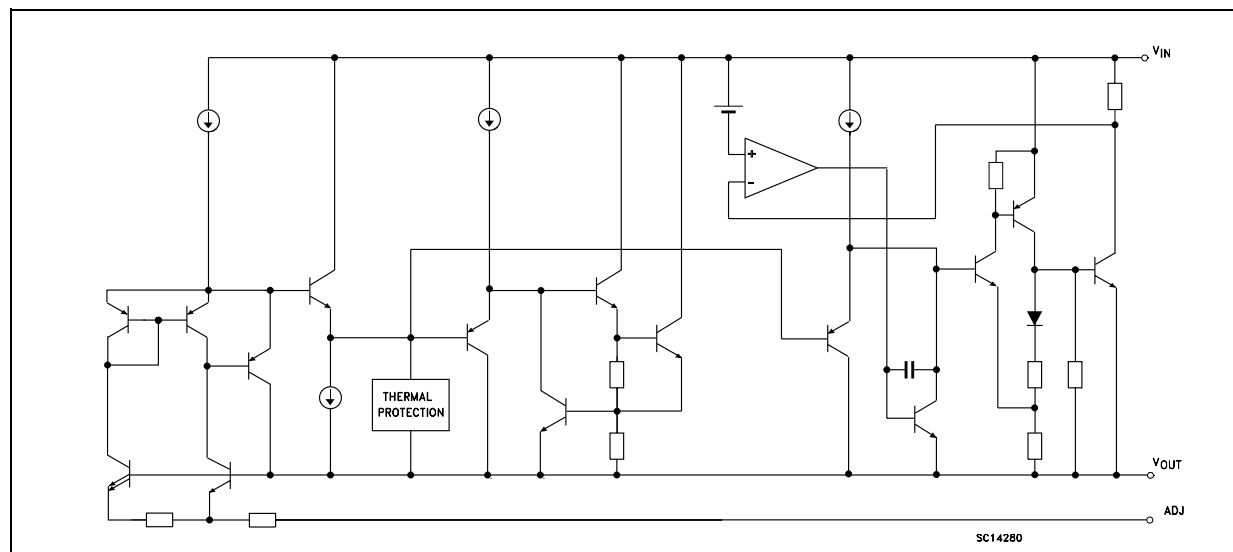 VIN
+
-
THERMAL
PROTECTION
VOUT
ADJ
SC14280